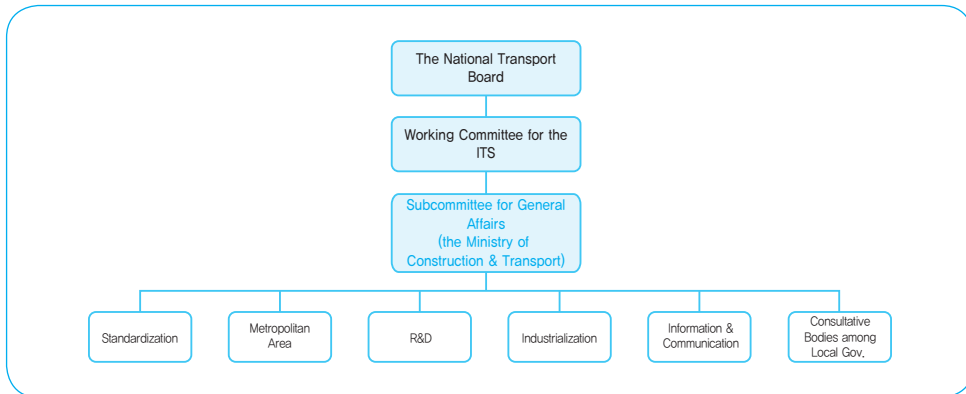 The National Transport
Board
Working Committee for the
ITS
Subcommittee for General
Affairs
(the Ministry of
Construction & Transport)
Standardization
Metropolitan
Area
R&D
Industrialization
Information &
Communication
Consultative
Bodies among
Local Gov.